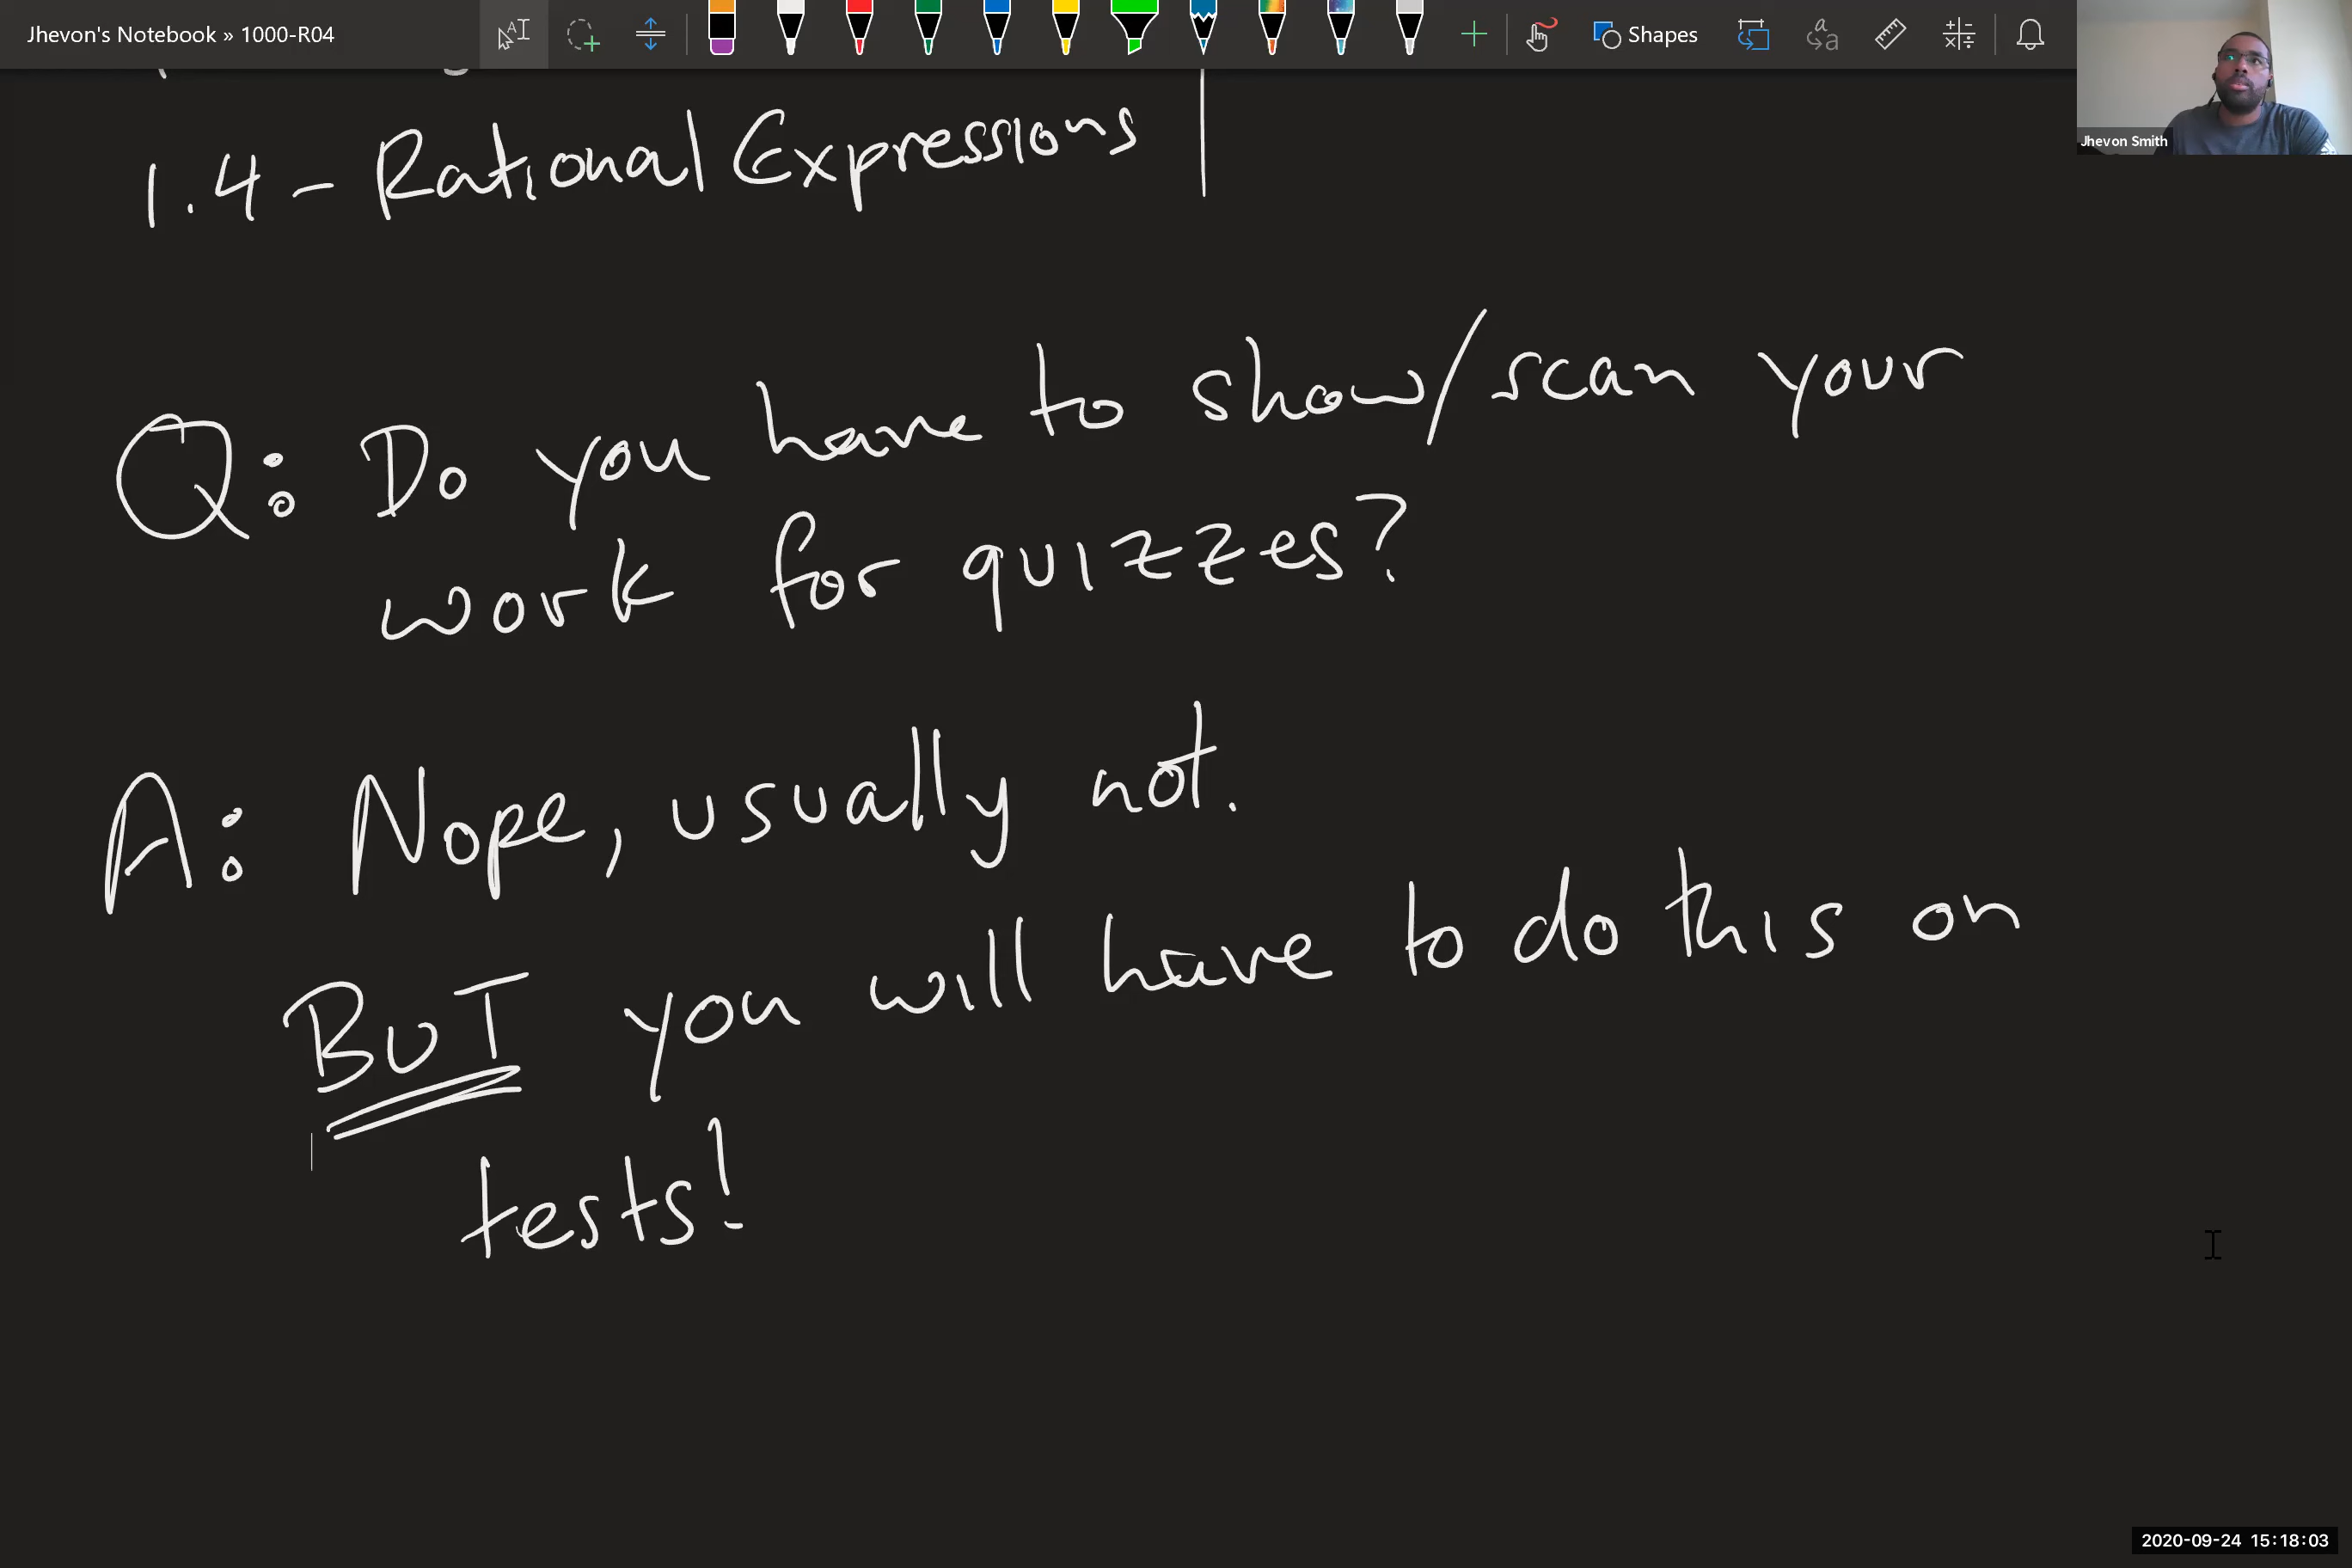 Jhevon's Notebook » 1000-R04
Shapes
Jhevon Smith
1.4 - Rational Expressions
Q: Do you have to show/scan your
work for quizzes?
A: Nope, usually not.
BUT you will have to do this on
tests!
2020-09-24 15:18:03